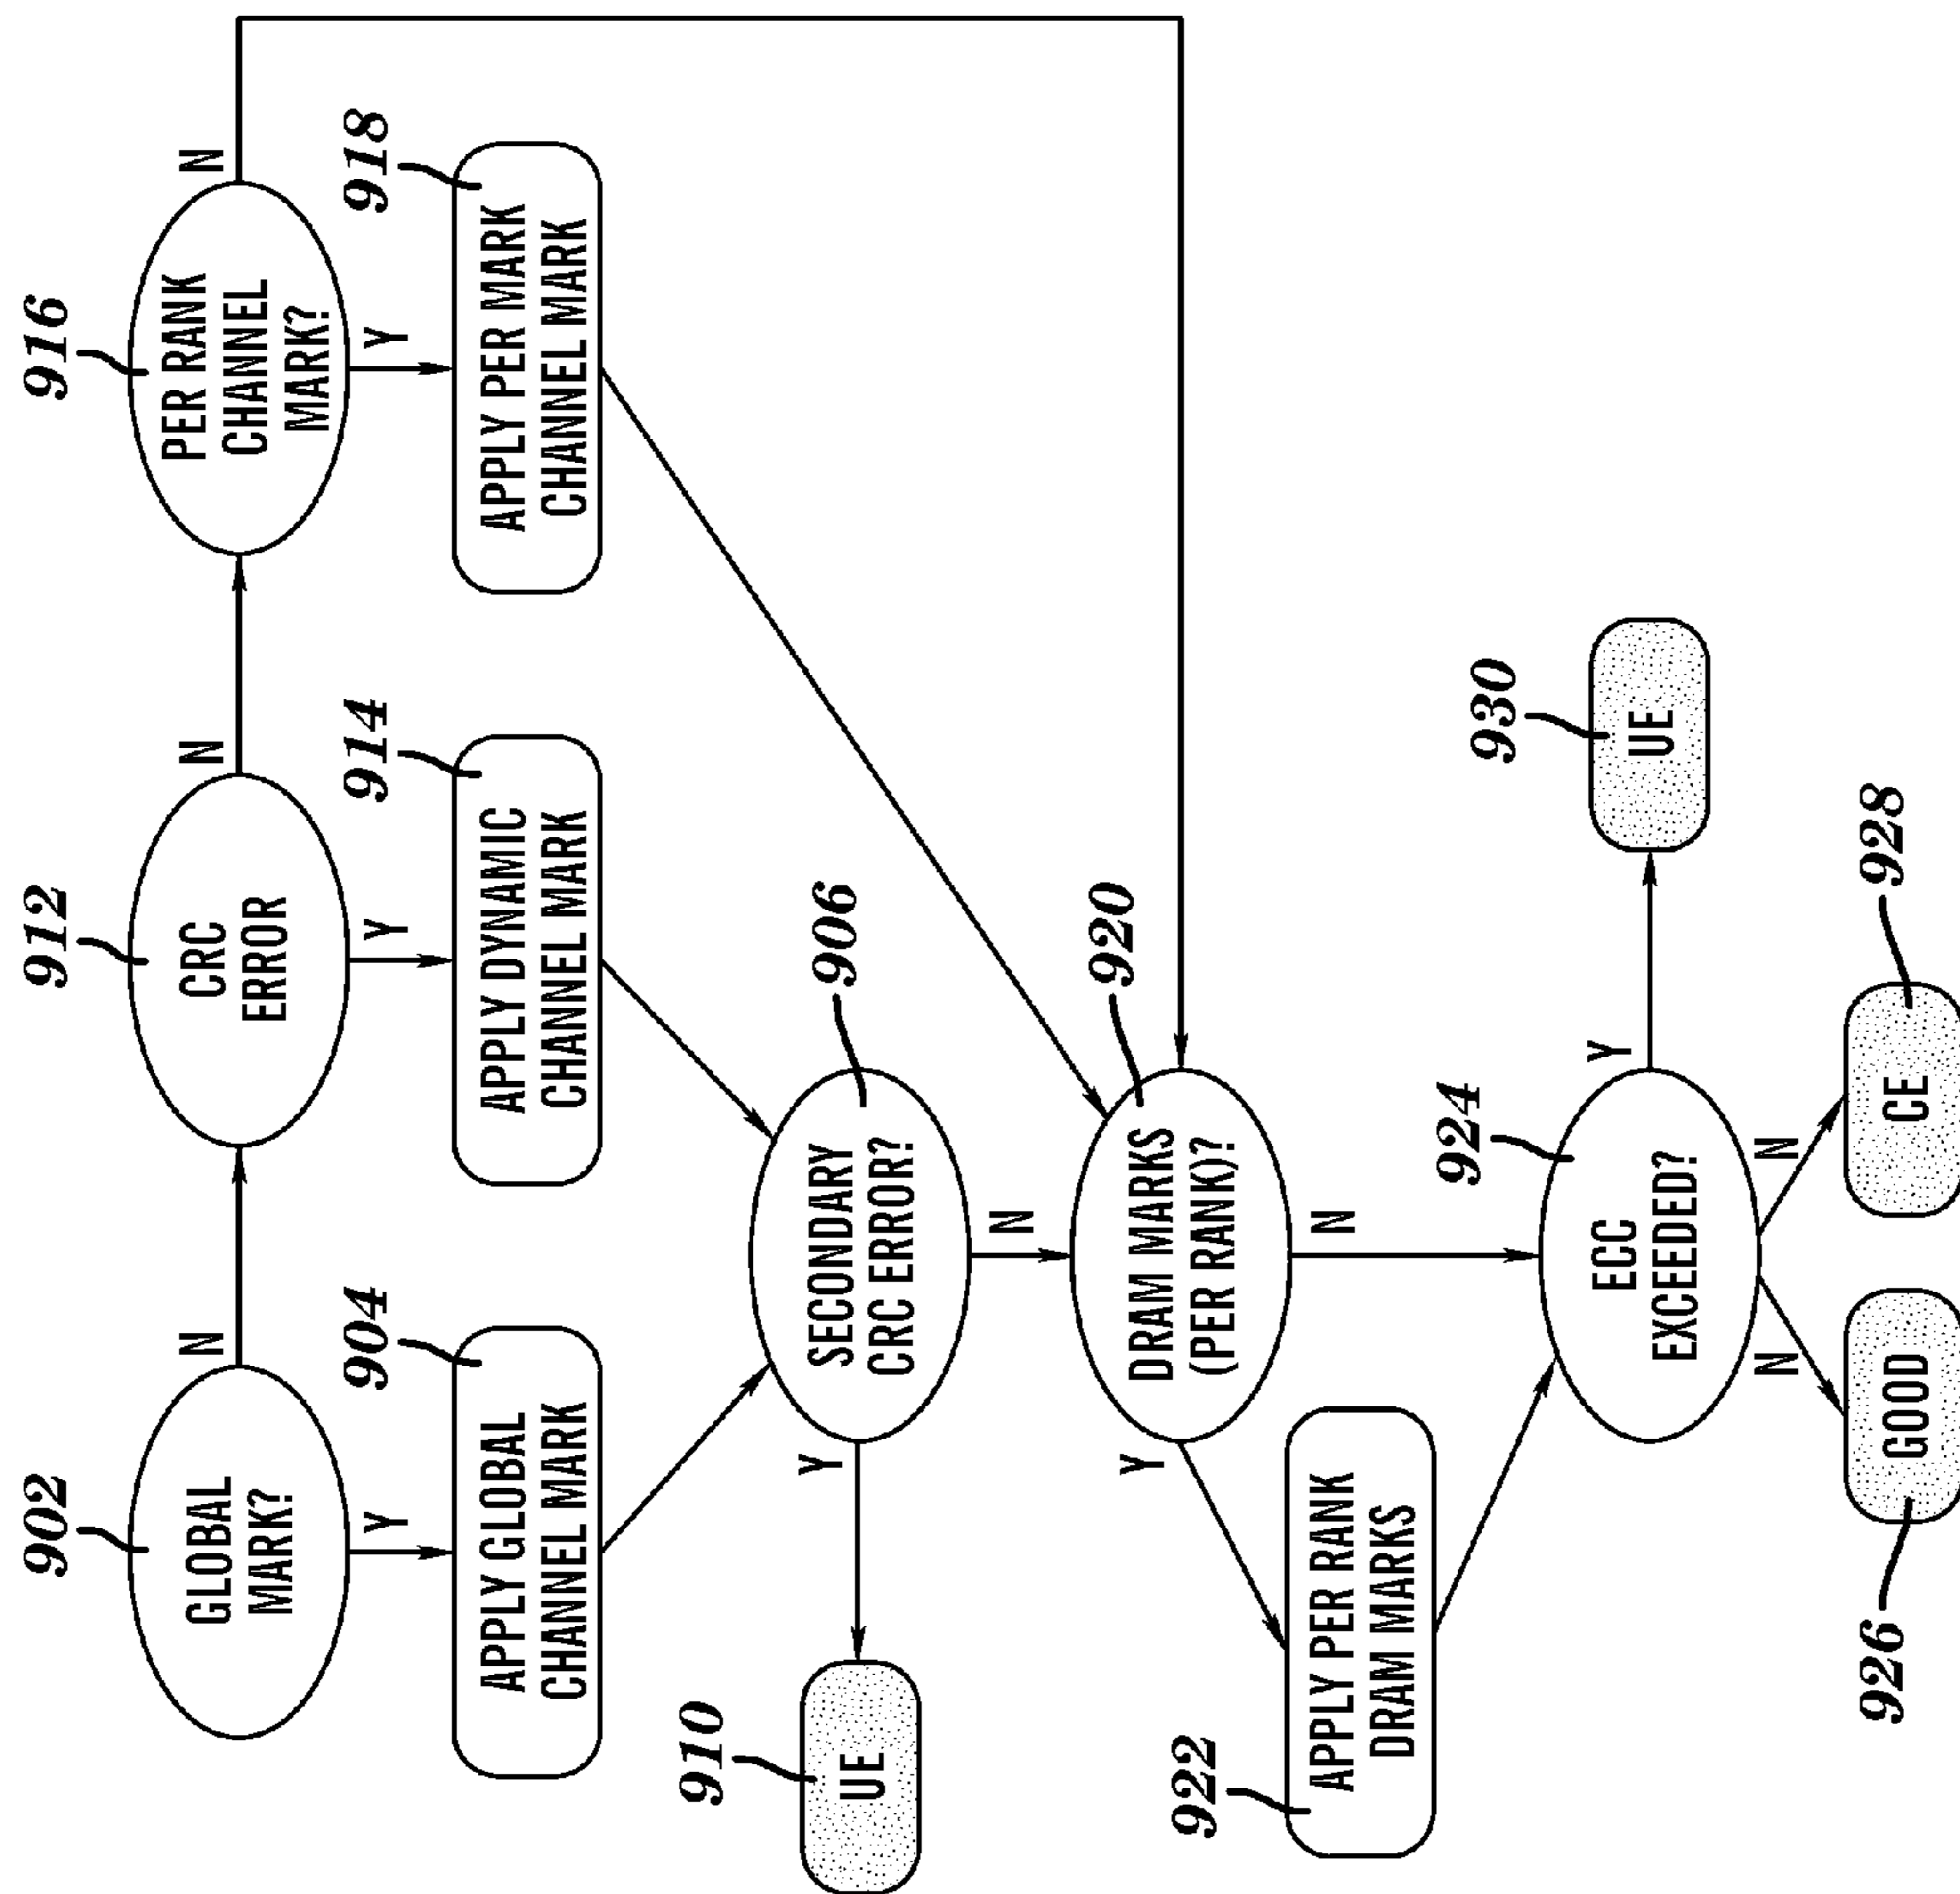 902
GLOBAL
MARK?
N
Y
912
CRC
ERROR
N
Y
916
PER RANK
CHANNEL
MARK?
N
Y
904
APPLY GLOBAL
CHANNEL MARK
914
APPLY DYNAMIC
CHANNEL MARK
918
APPLY PER MARK
CHANNEL MARK
906
SECONDARY
CRC ERROR?
Y
N
910
UE
920
DRAM MARKS
(PER RANK)?
Y
N
922
APPLY PER RANK
DRAM MARKS
924
ECC
EXCEEDED?
Y
N
N
930
UE
926
GOOD
928
CE